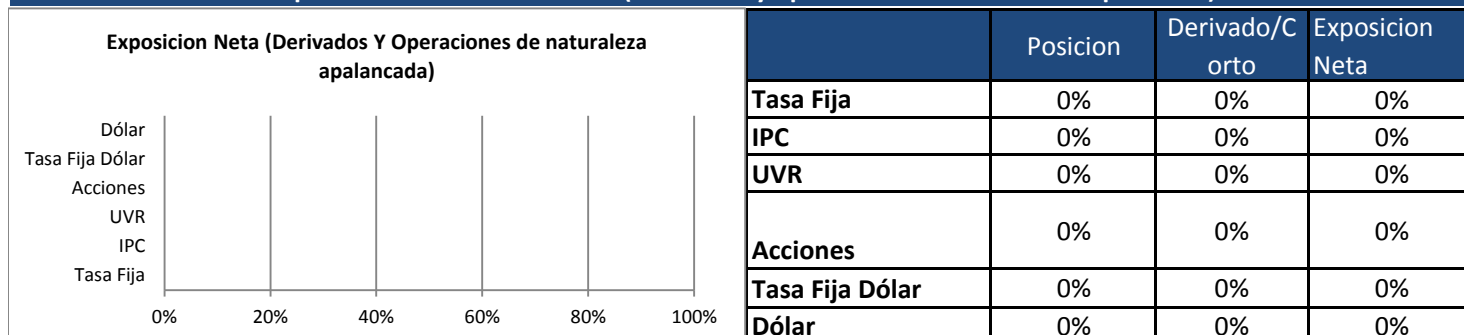 Exposicion Neta (Derivados Y Operaciones de naturaleza
apalancada)
Dólar
Tasa Fija Dólar
Acciones
UVR
IPC
Tasa Fija
0% 20% 40% 60% 80% 100%
Posicion Derivado/C Exposicion
orto Neta
Tasa Fija 0% 0% 0%
IPC 0% 0% 0%
UVR 0% 0% 0%
Acciones 0% 0% 0%
Tasa Fija Dólar 0% 0% 0%
Dólar 0% 0% 0%